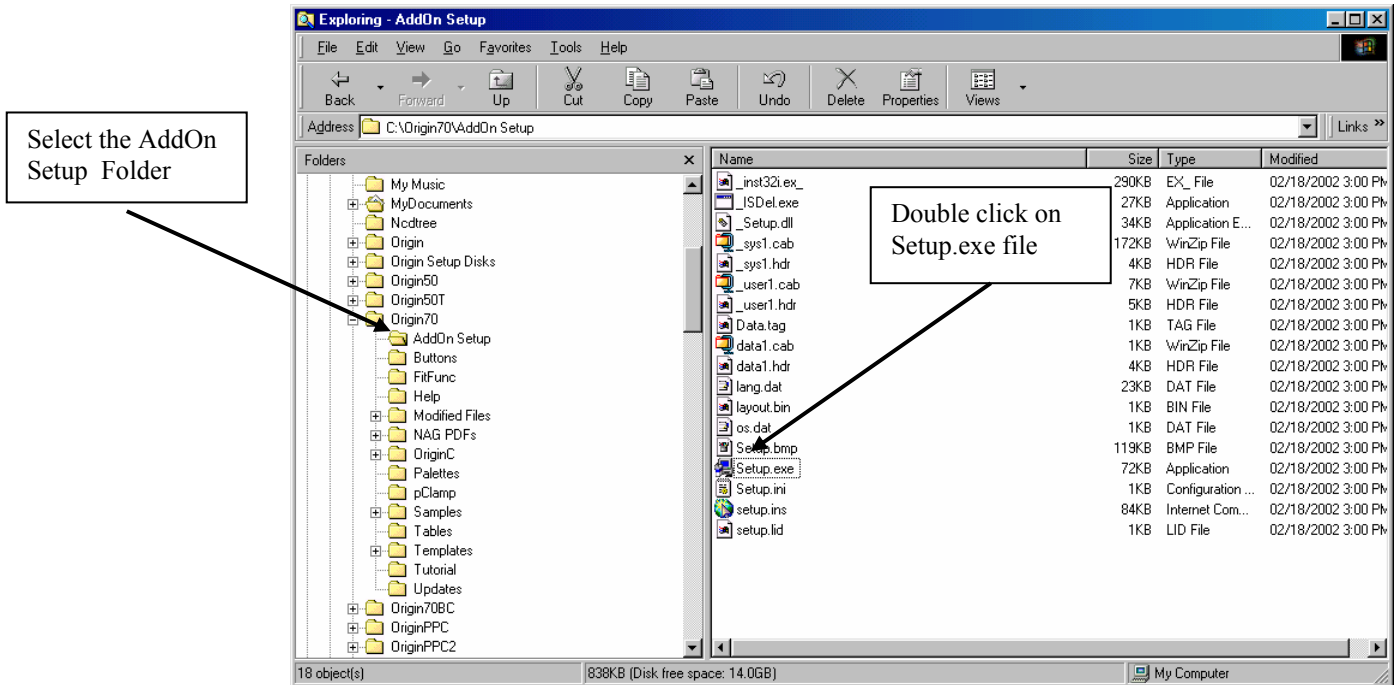 Exploring - AddOn Setup
File Edit View Go Favorites Tools Help
Back Forward Up Cut Copy Paste Undo Delete Properties Views
Address C:\Origin70\AddOn Setup Links »
Select the AddOn
Setup Folder
Folders
My Music
MyDocuments
Ncdtree
Origin
Origin Setup Disks
Origin50
Origin50T
Origin70
AddOn Setup
Buttons
FitFunc
Help
Modified Files
NAG PDFs
OriginC
Palettes
pClamp
Samples
Tables
Templates
Tutorial
Updates
Origin70BC
OriginPPC
OriginPPC2
Name Size Type Modified
_inst32i.ex_ 290KB EX_ File 02/18/2002 3:00 PM
_ISDel.exe 27KB Application 02/18/2002 3:00 PM
_Setup.dll 34KB Application E... 02/18/2002 3:00 PM
_sys1.cab 172KB WinZip File 02/18/2002 3:00 PM
_sys1.hdr 4KB HDR File 02/18/2002 3:00 PM
_user1.cab 7KB WinZip File 02/18/2002 3:00 PM
_user1.hdr 5KB HDR File 02/18/2002 3:00 PM
Data.tag 1KB TAG File 02/18/2002 3:00 PM
data1.cab 1KB WinZip File 02/18/2002 3:00 PM
data1.hdr 4KB HDR File 02/18/2002 3:00 PM
lang.dat 23KB DAT File 02/18/2002 3:00 PM
layout.bin 1KB BIN File 02/18/2002 3:00 PM
os.dat 1KB DAT File 02/18/2002 3:00 PM
Setup.bmp 119KB BMP File 02/18/2002 3:00 PM
Setup.exe 72KB Application 02/18/2002 3:00 PM
Setup.ini 1KB Configuration ... 02/18/2002 3:00 PM
setup.ins 84KB Internet Com... 02/18/2002 3:00 PM
setup.lid 1KB LID File 02/18/2002 3:00 PM
Double click on
Setup.exe file
18 object(s) 838KB (Disk free space: 14.0GB) My Computer